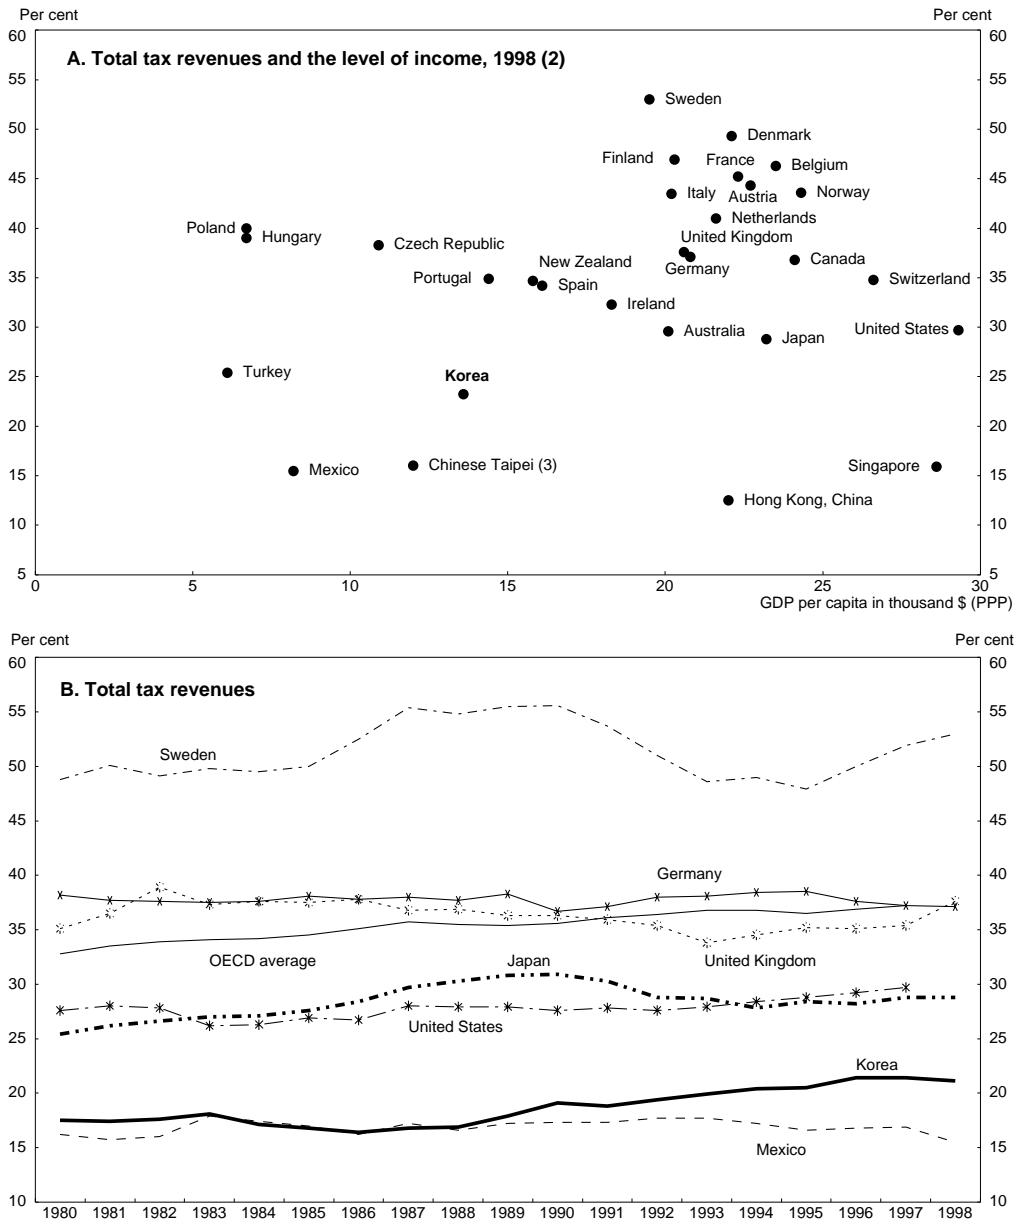 Per cent Per cent
60 60
A. Total tax revenues and the level of income, 1998 (2)
55 55
Sweden
50 50
Denmark
Finland France Belgium
45 45
Italy Austria Norway
Netherlands
40 40
Poland Hungary Czech Republic United Kingdom
New Zealand Germany Canada
Portugal Spain Switzerland
35 35
Ireland
30 30
Australia Japan United States
Turkey Korea
25 25
20 20
Mexico Chinese Taipei (3) Singapore
15 15
Hong Kong, China
10 10
5 5
0 5 10 15 20 25 30
GDP per capita in thousand $ (PPP)
Per cent Per cent
60 60
B. Total tax revenues
55 55
Sweden
50 50
45 45
40 40
Germany
35 35
OECD average Japan United Kingdom
30 30
United States
25 25
Korea
20 20
15 15
Mexico
10 10
1980 1981 1982 1983 1984 1985 1986 1987 1988 1989 1990 1991 1992 1993 1994 1995 1996 1997 1998